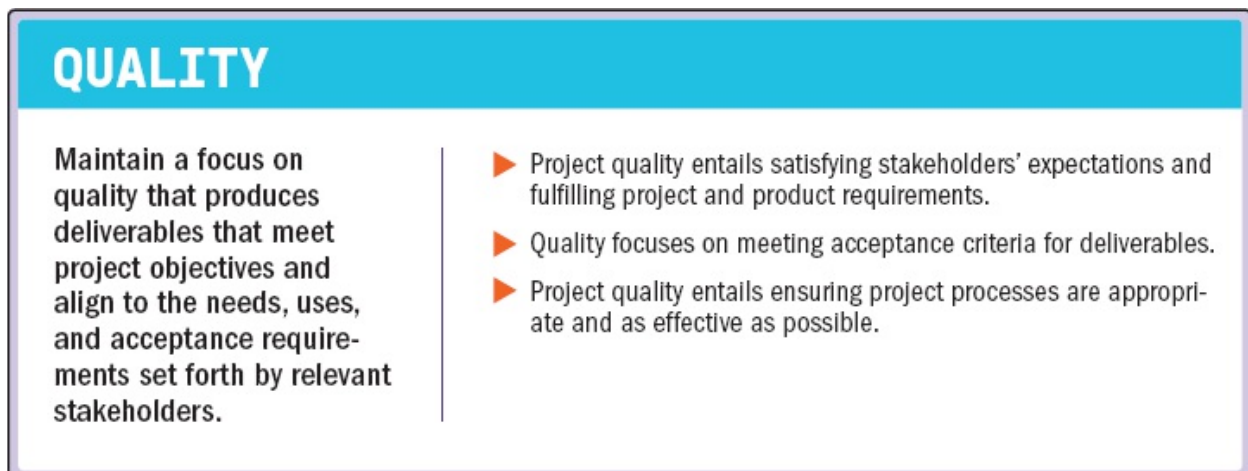 QUALITY
Maintain a focus on
quality that produces
deliverables that meet
project objectives and
align to the needs, uses,
and acceptance require-
ments set forth by relevant
stakeholders.
▶ Project quality entails satisfying stakeholders’ expectations and
fulfilling project and product requirements.
▶ Quality focuses on meeting acceptance criteria for deliverables.
▶ Project quality entails ensuring project processes are appropri-
ate and as effective as possible.